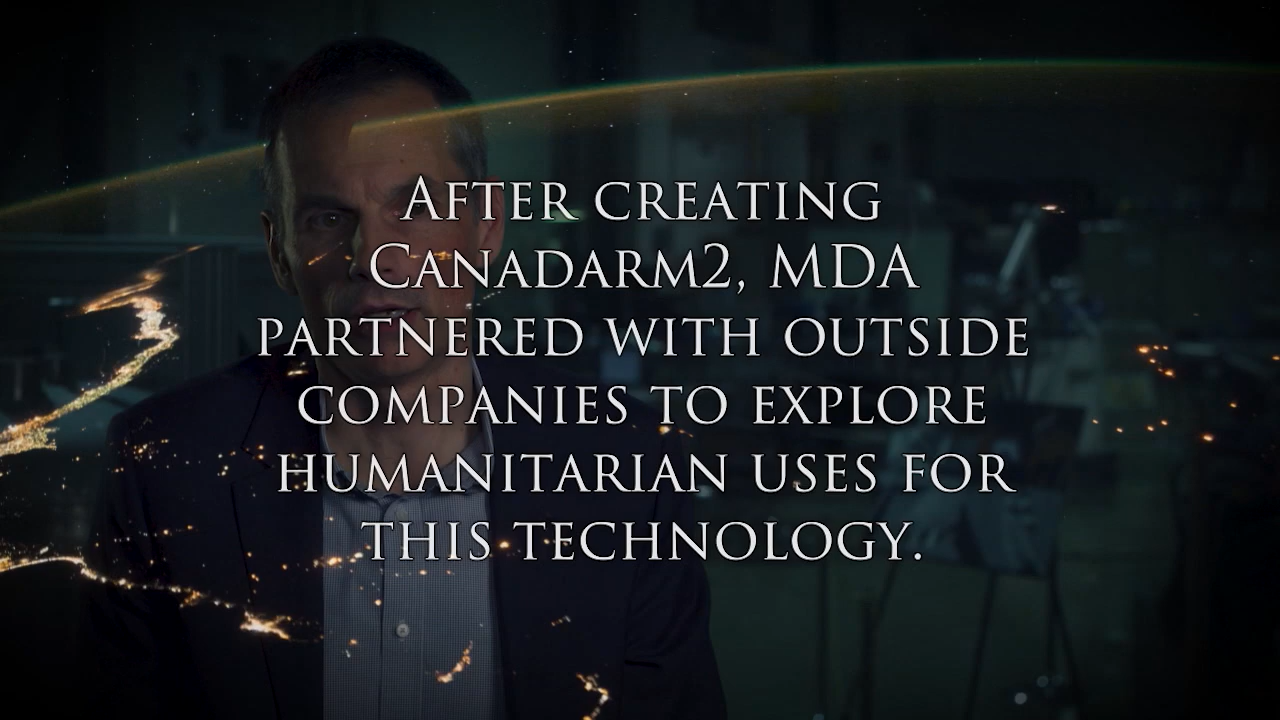 After creating
Canadarm2, MDA
partnered with outside
companies to explore
humanitarian uses for
this technology.